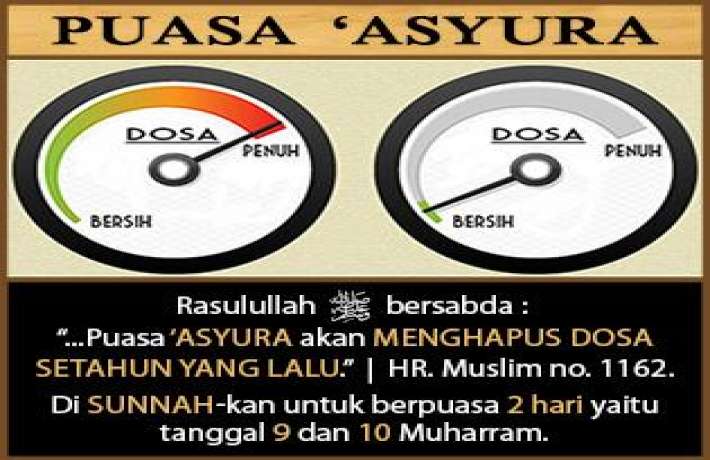 PUASA ‘ASYURA
DOSA
PENUH
BERSIH
DOSA
PENUH
BERSIH
Rasulullah ﷺ bersabda :
“...Puasa ‘ASYURA akan MENGHAPUS DOSA
SETAHUN YANG LALU.” | HR. Muslim no. 1162.
Di SUNNAH-kan untuk berpuasa 2 hari yaitu
tanggal 9 dan 10 Muharram.